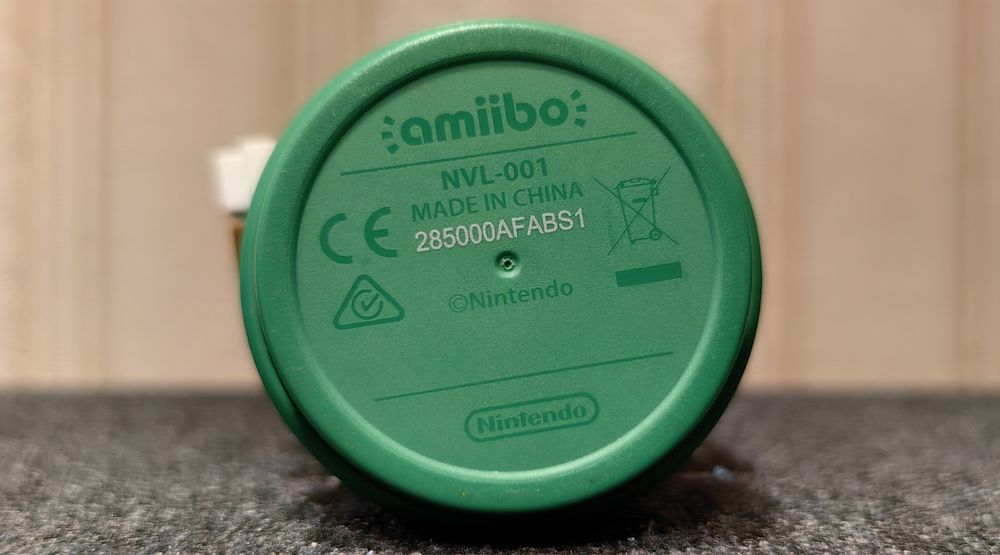 amiibo
NVL-001
MADE IN CHINA
285000AFABS1
CE
©Nintendo
Nintendo